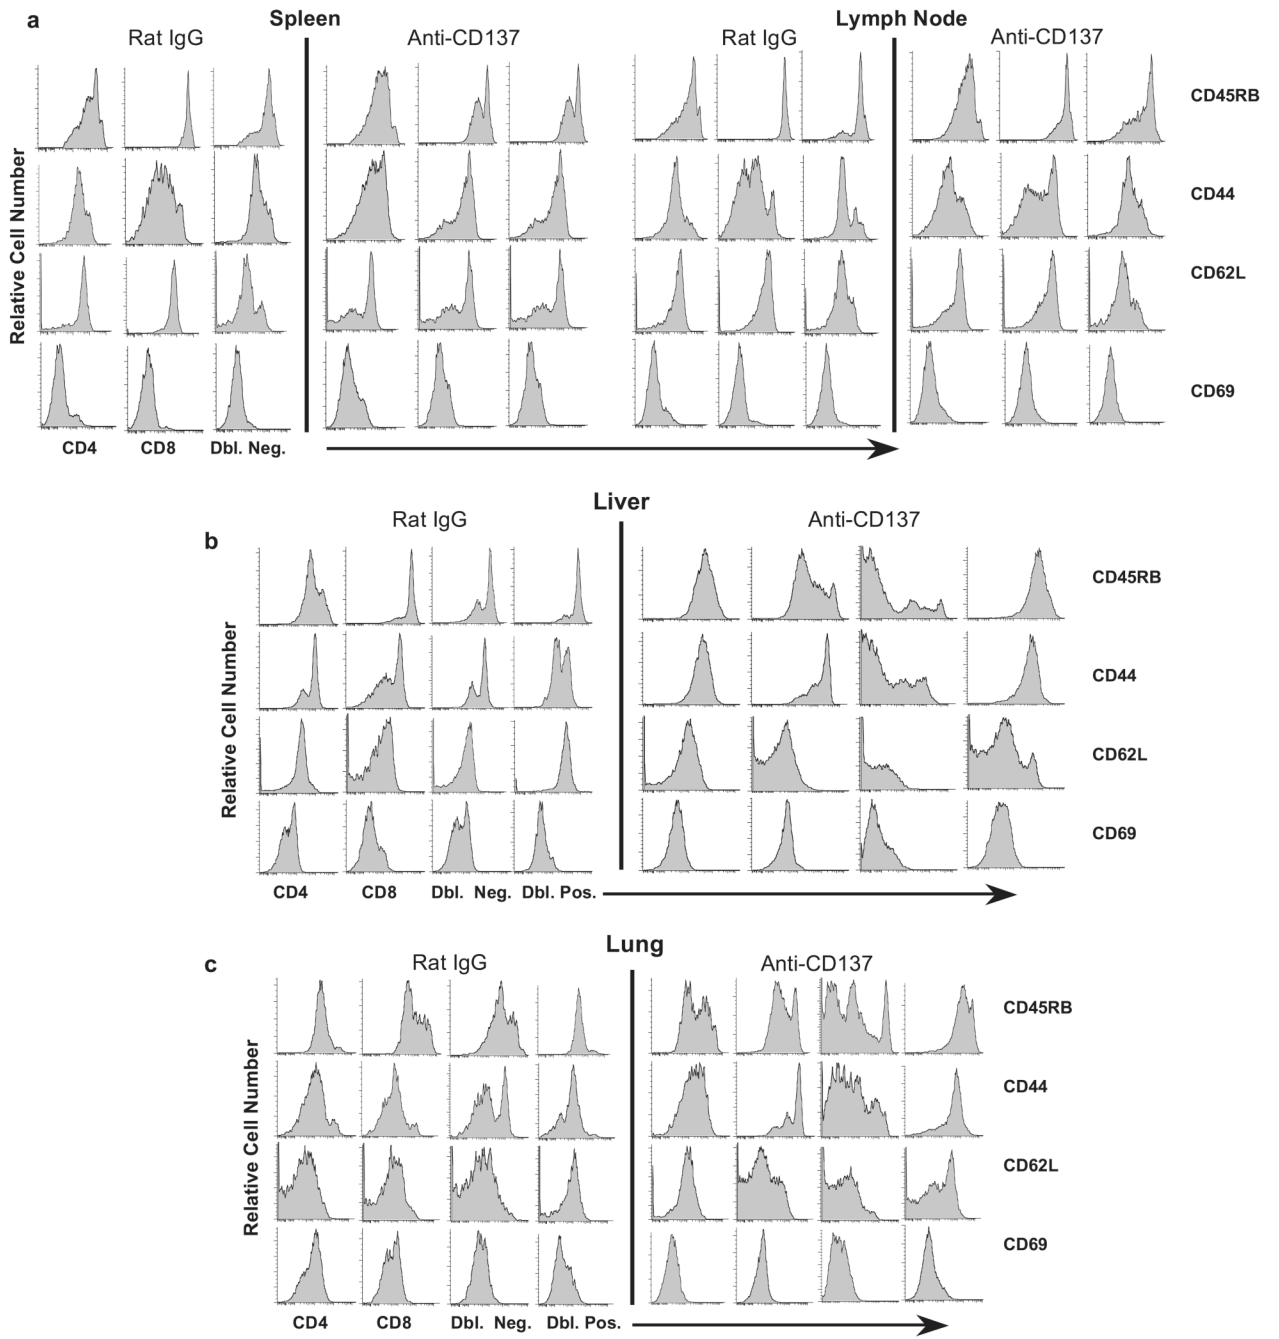 a
Spleen
Lymph Node
Rat IgG
Anti-CD137
Rat IgG
Anti-CD137
Relative Cell Number
CD45RB
CD44
CD62L
CD69
CD4 CD8 Dbl. Neg.
Liver
b
Rat IgG
Anti-CD137
Relative Cell Number
CD45RB
CD44
CD62L
CD69
CD4 CD8 Dbl. Neg. Dbl. Pos.
Lung
c
Rat IgG
Anti-CD137
Relative Cell Number
CD45RB
CD44
CD62L
CD69
CD4 CD8 Dbl. Neg. Dbl. Pos.